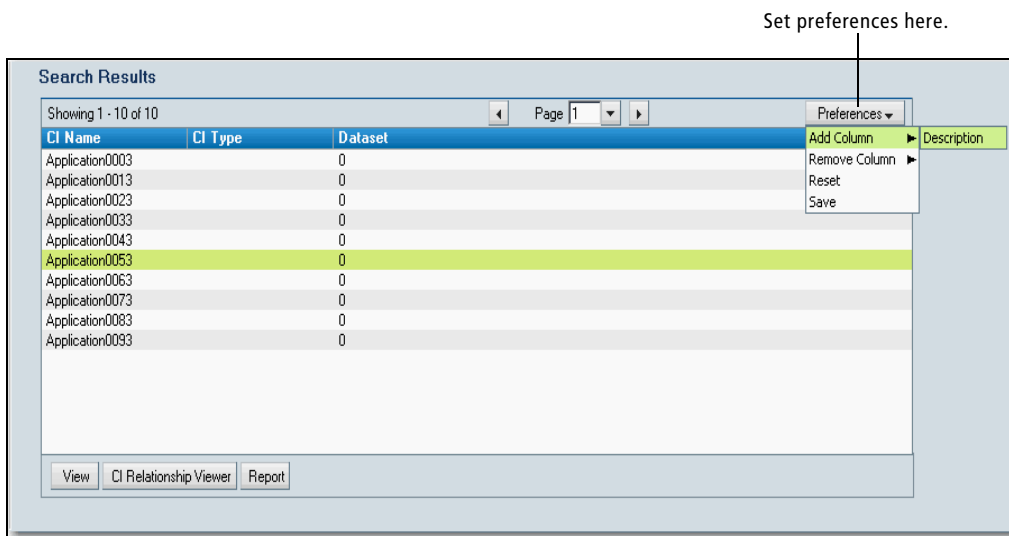 Set preferences here.
Search Results
Showing 1 - 10 of 10 Page 1 Preferences
CI Name CI Type Dataset Add Column Description
Application0003 0 Remove Column
Application0013 0 Reset
Application0023 0 Save
Application0033 0
Application0043 0
Application0053 0
Application0063 0
Application0073 0
Application0083 0
Application0093 0
View CI Relationship Viewer Report